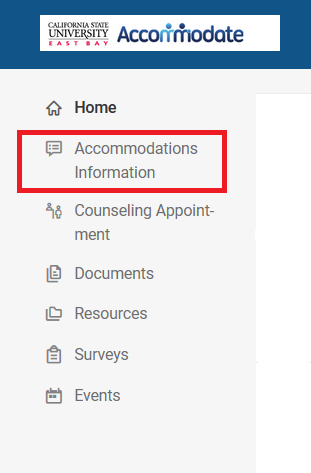 CALIFORNIA STATE
UNIVERSITY
EAST BAY
Accommodate
Home
Accommodations
Information
Counseling Appoint-
ment
Documents
Resources
Surveys
Events